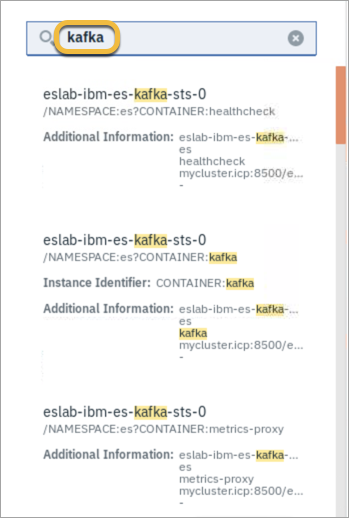 kafka
eslab-ibm-es-kafka-sts-0
/NAMESPACE:es?CONTAINER:healthcheck
Additional Information: eslab-ibm-es-kafka-...
es
healthcheck
mycluster.icp:8500/e...
-
eslab-ibm-es-kafka-sts-0
/NAMESPACE:es?CONTAINER:kafka
Instance Identifier: CONTAINER:kafka
Additional Information: eslab-ibm-es-kafka-...
es
kafka
mycluster.icp:8500/e...
-
eslab-ibm-es-kafka-sts-0
/NAMESPACE:es?CONTAINER:metrics-proxy
Additional Information: eslab-ibm-es-kafka-...
es
metrics-proxy
mycluster.icp:8500/e...
-